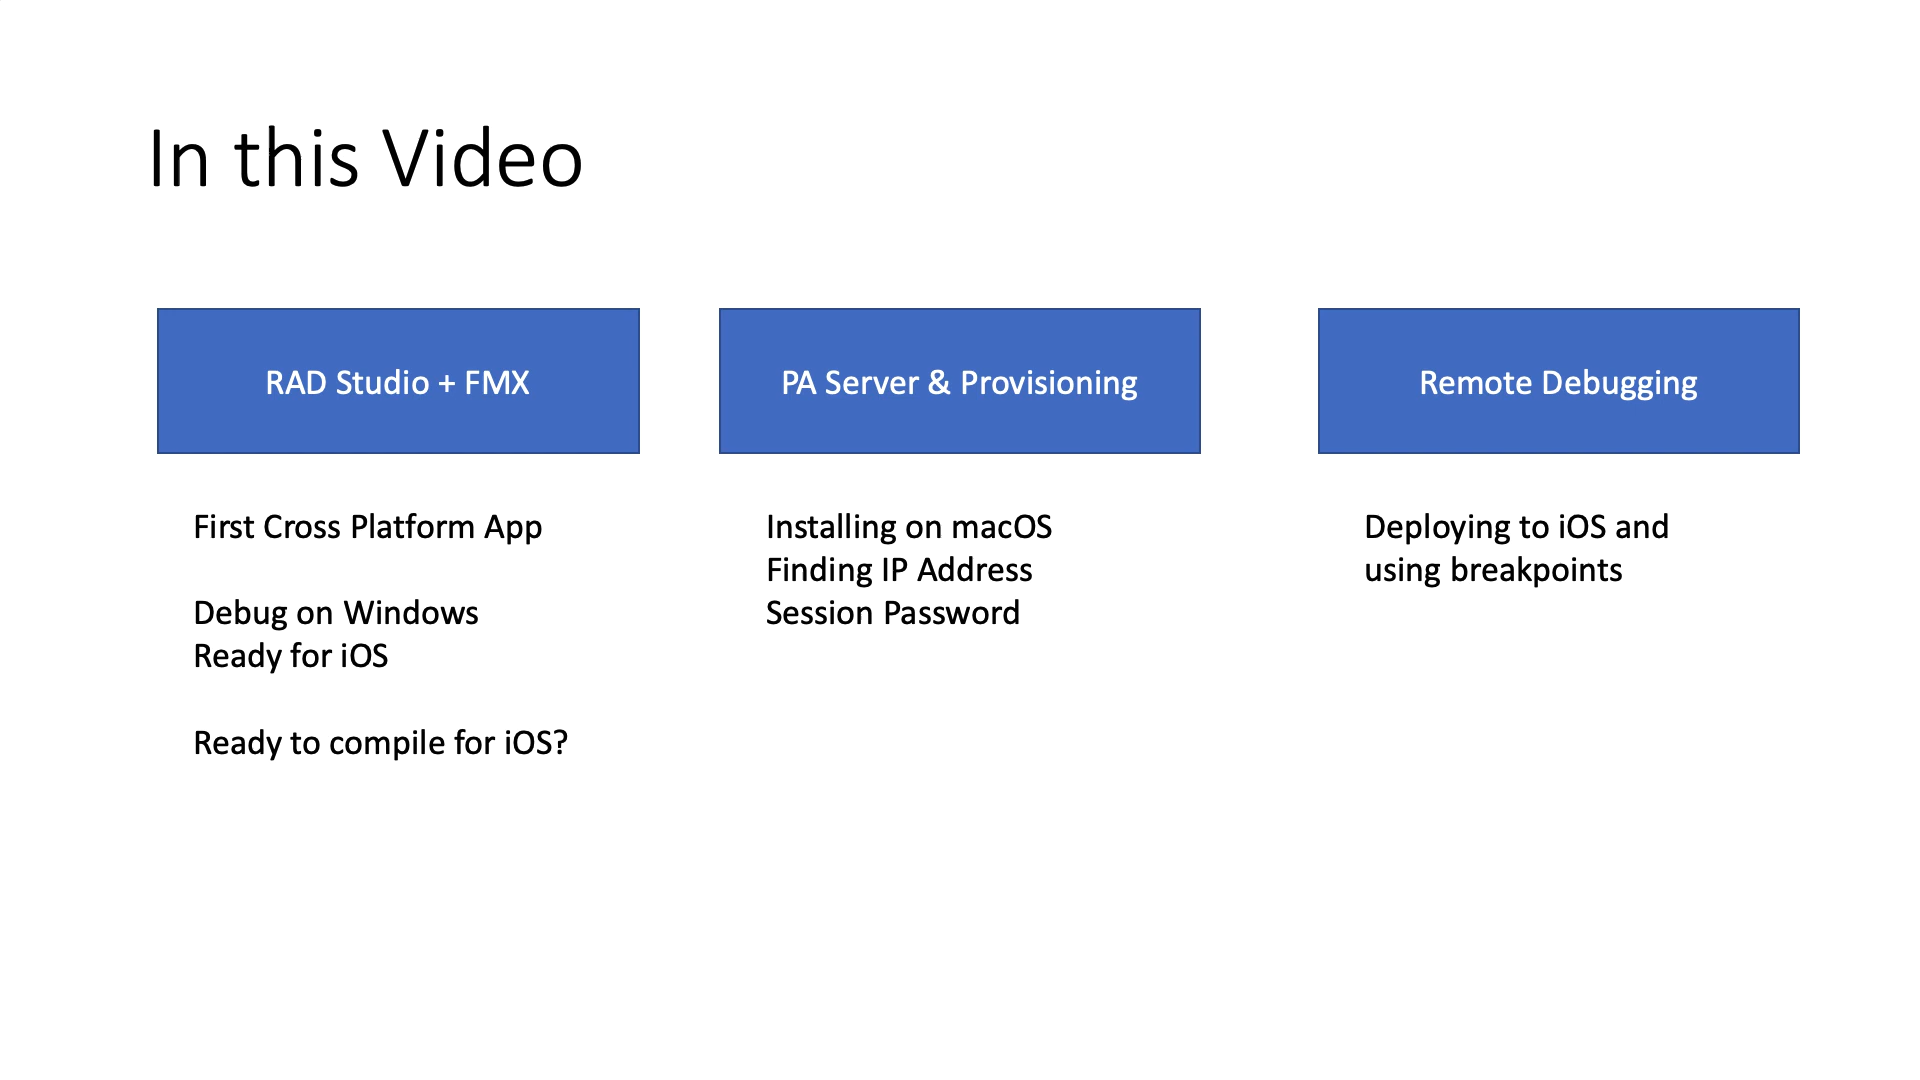 In this Video
RAD Studio + FMX
First Cross Platform App
Debug on Windows
Ready for iOS
Ready to compile for iOS?
PA Server & Provisioning
Installing on macOS
Finding IP Address
Session Password
Remote Debugging
Deploying to iOS and
using breakpoints